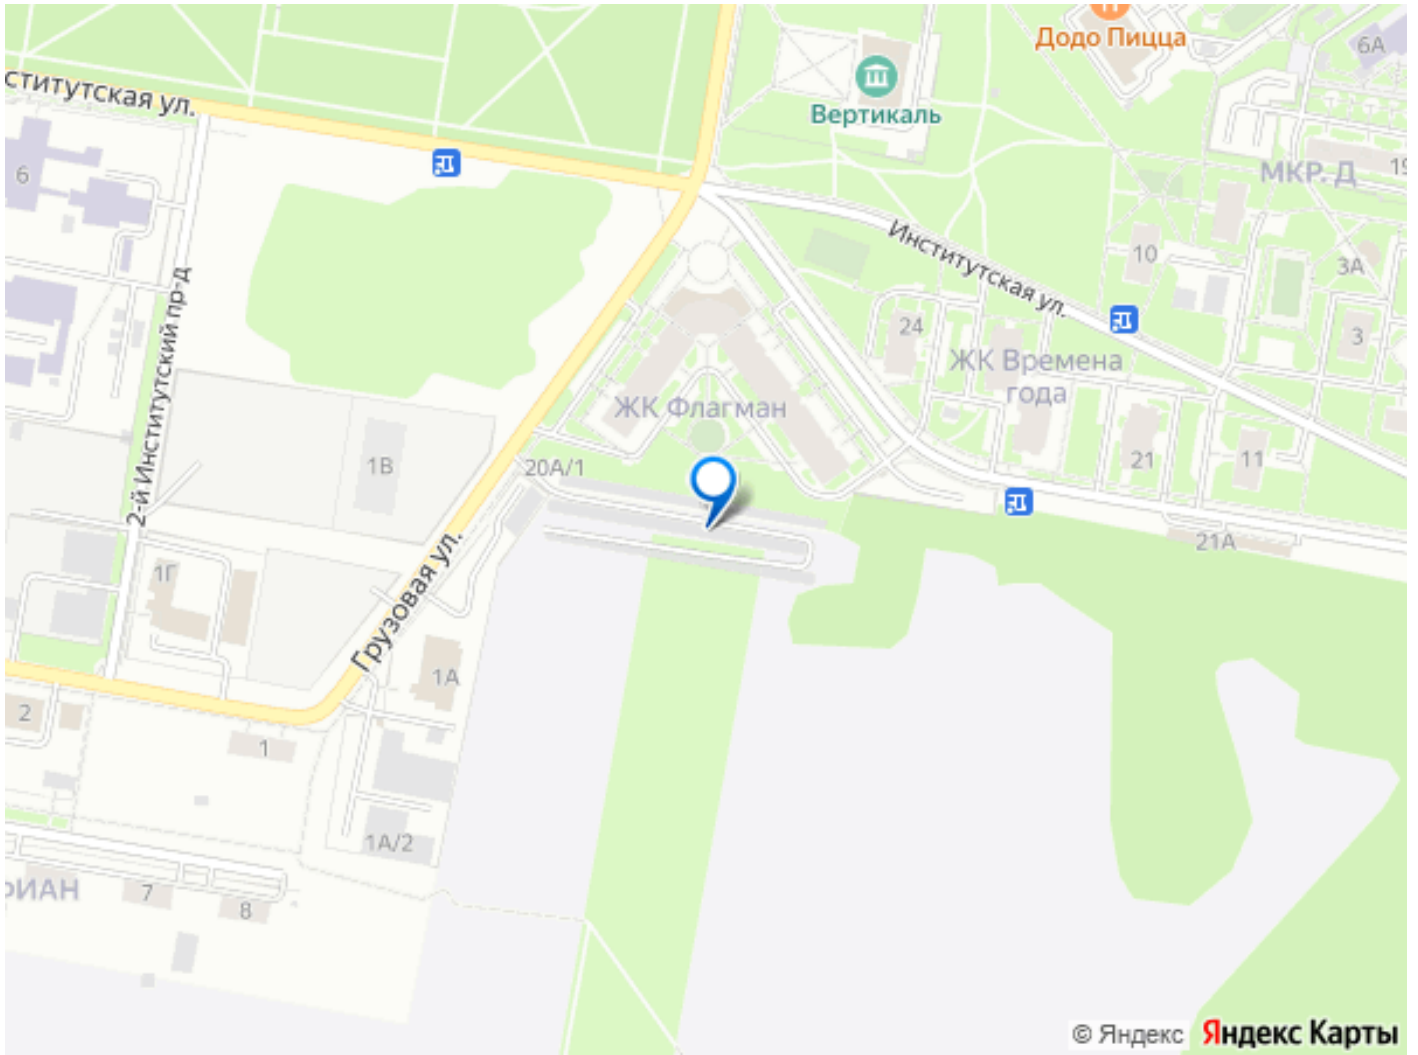 Додо Пицца
6А
ститутская ул.
Вертикаль
6
19
МКР. Д
Институтская ул.
10
3А
2-й Институтский пр-д
24
3
ЖК Времена
года
ЖК Флагман
1В
20А/1
21
11
21А
1Г
Грузовая ул.
1А
2
1
1А/2
ФИАН
7
8
© Яндекс
Яндекс Карты